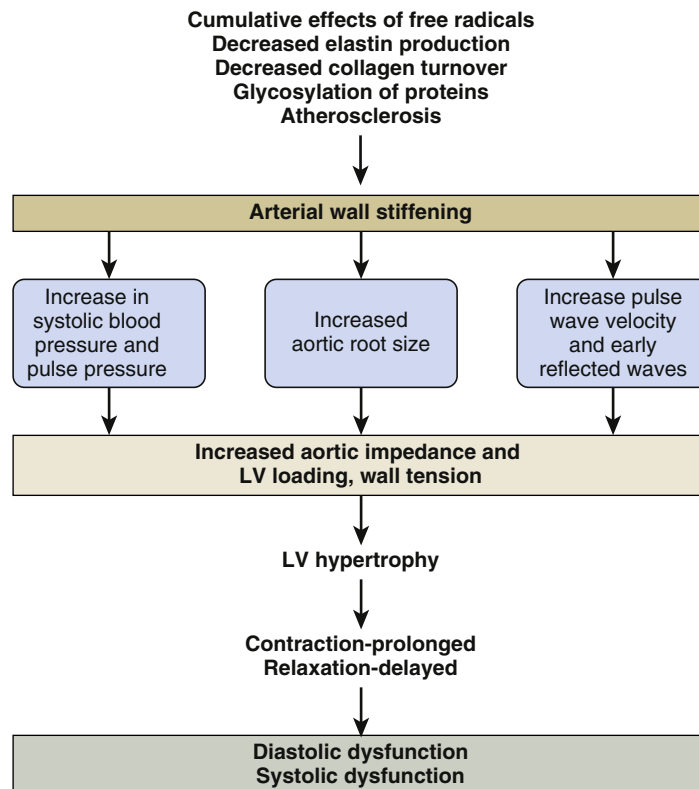 Cumulative effects of free radicals
Decreased elastin production
Decreased collagen turnover
Glycosylation of proteins
Atherosclerosis
Arterial wall stiffening
Increase in
systolic blood
pressure and
pulse pressure
Increased
aortic root size
Increase pulse
wave velocity
and early
reflected waves
Increased aortic impedance and
LV loading, wall tension
LV hypertrophy
Contraction-prolonged
Relaxation-delayed
Diastolic dysfunction
Systolic dysfunction